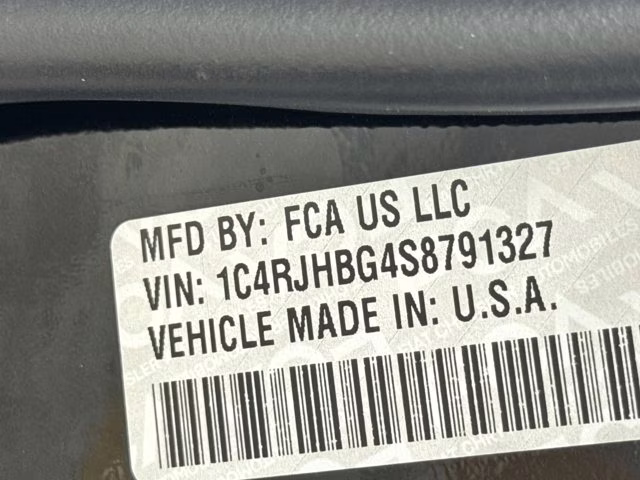 MFD BY: FCA US LLC
VIN: 1C4RJHBG4S8791327
VEHICLE MADE IN: U.S.A.